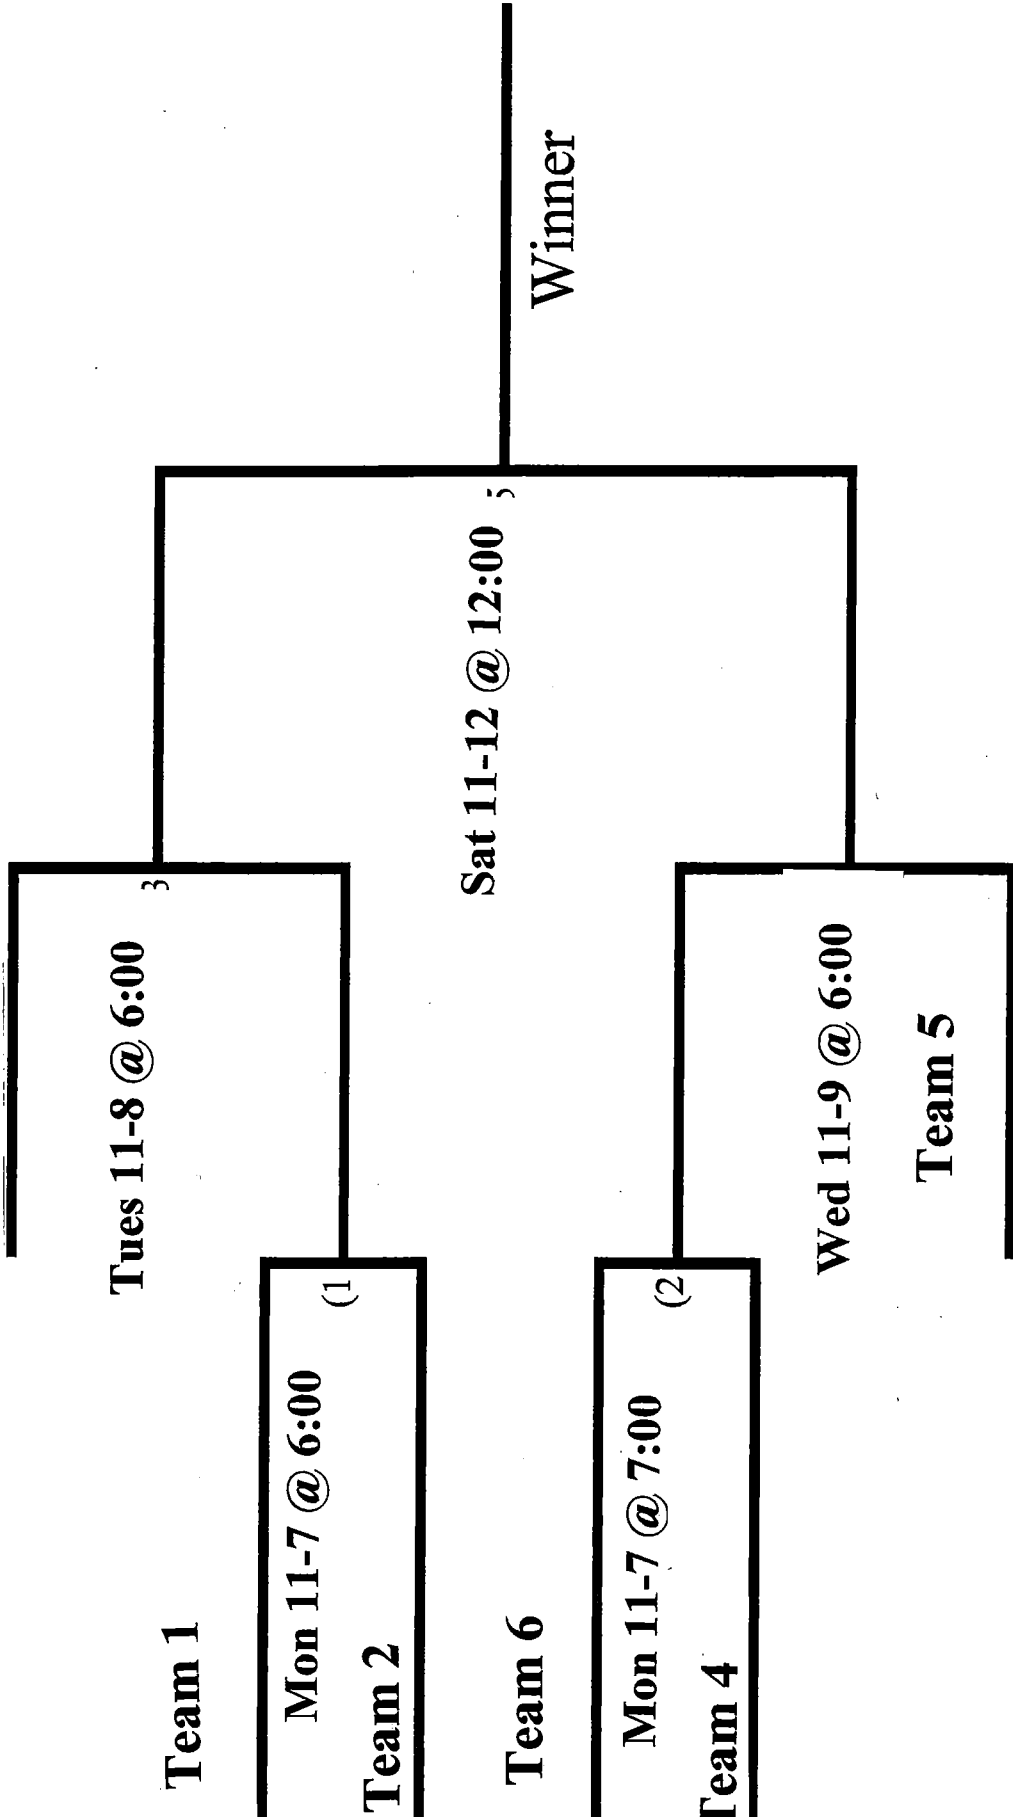 Tues 11-8 @ 6:00
3
Team 1
Mon 11-7 @ 6:00
(1
Team 2
Sat 11-12 @ 12:00
5
Winner
Team 6
Mon 11-7 @ 7:00
(2
Team 4
Wed 11-9 @ 6:00
Team 5